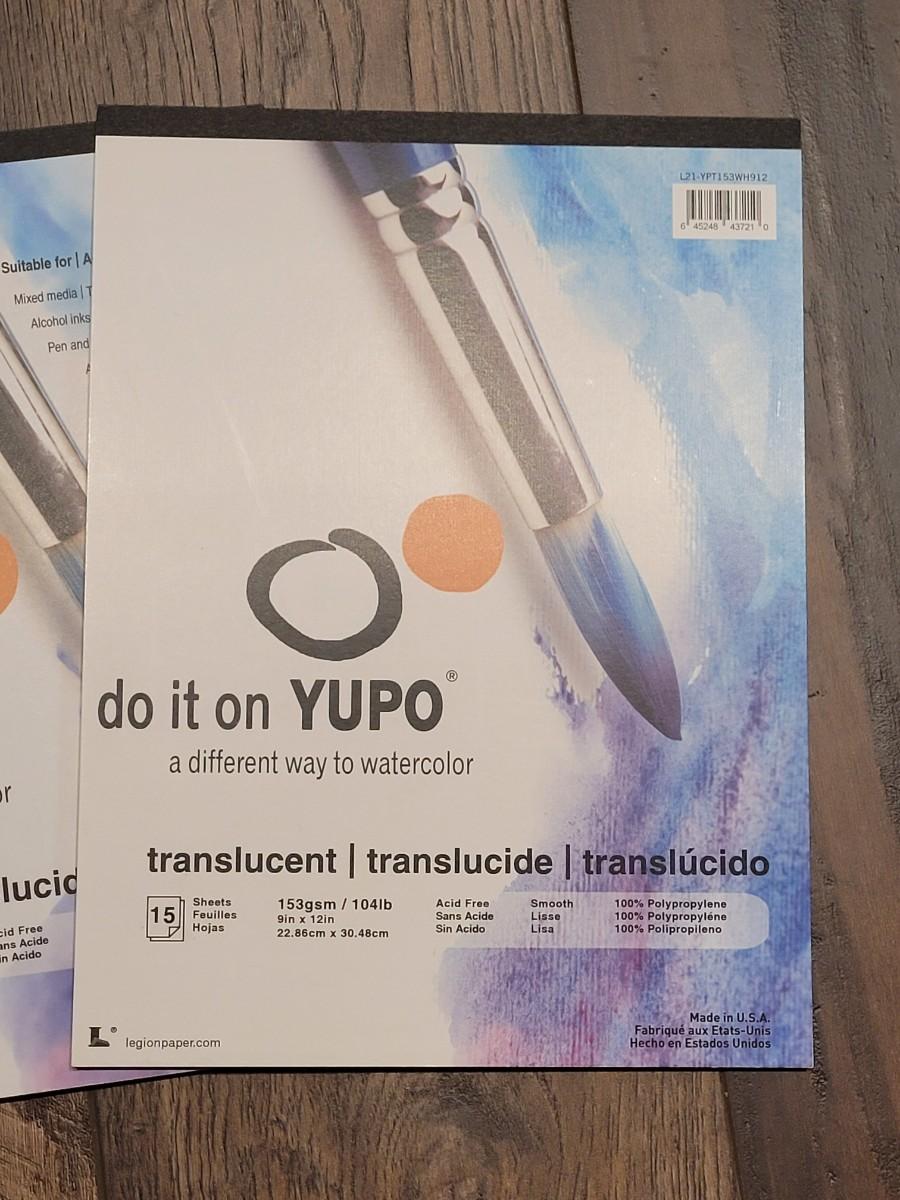 L21-YPT153WH912
6 45248 43721 0
do it on YUPO®
a different way to watercolor
translucent | translucide | translúcido
15
Sheets
Feuilles
Hojas
153gsm / 104lb
9in x 12in
22.86cm x 30.48cm
Acid Free
Sans Acide
Sin Acido
Smooth
Lisse
Lisa
100% Polypropylene
100% Polypropyléne
100% Polipropileno
Made in U.S.A.
Fabriqué aux Etats-Unis
Hecho en Estados Unidos
L®
legionpaper.com
Suitable for | A
Mixed media | T
Alcohol inks
Pen and
A
or
lucid
cid Free
ans Acide
in Acido